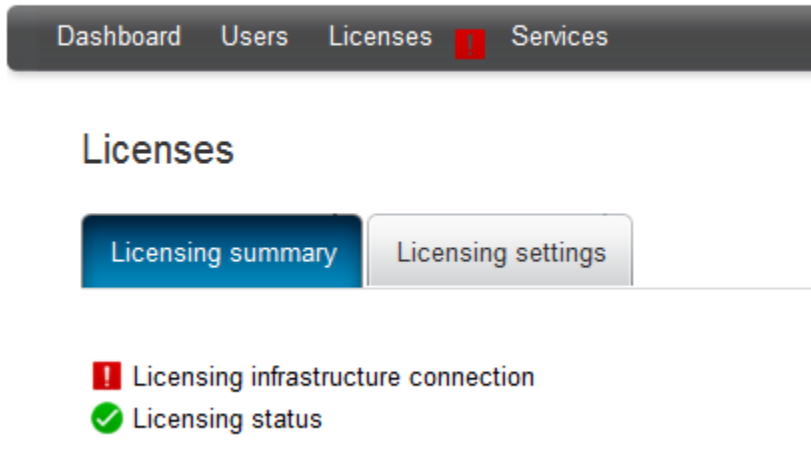 Dashboard Users Licenses ! Services
Licenses
Licensing summary Licensing settings
! Licensing infrastructure connection
Licensing status